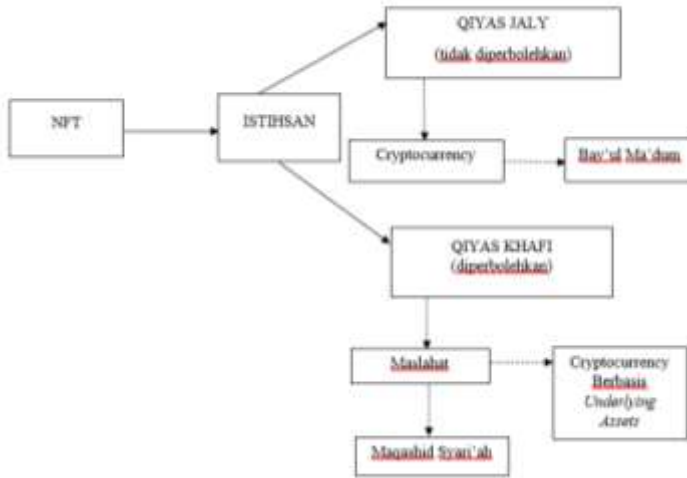 QIYAS JALY
(tidak diperbolehkan)
NFT
ISTIHSAN
Cryptocurrency
Bay'ul Ma'dum
QIYAS KHAFI
(diperbolehkan)
Maslahat
Cryptocurrency
Berbasis
Underlying
Assets
Maqashid Syari'ah